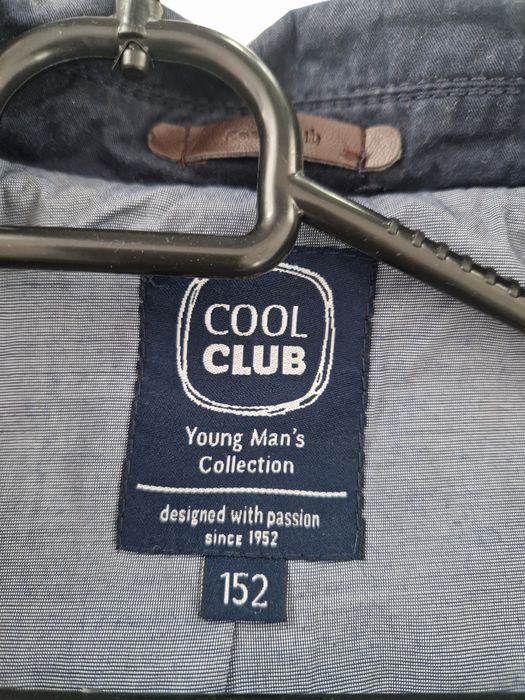 COOL
CLUB
Young Man's
Collection
designed with passion
SINCE 1952
152